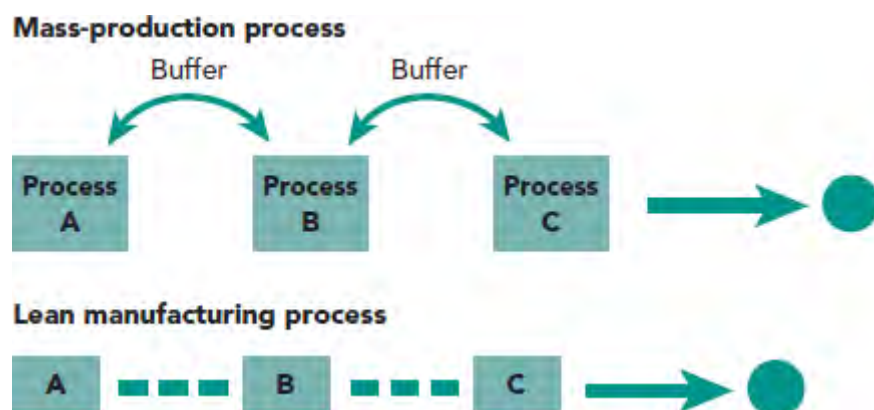 Mass-production process
Buffer Buffer
Process Process Process
A B C
Lean manufacturing process
A B C